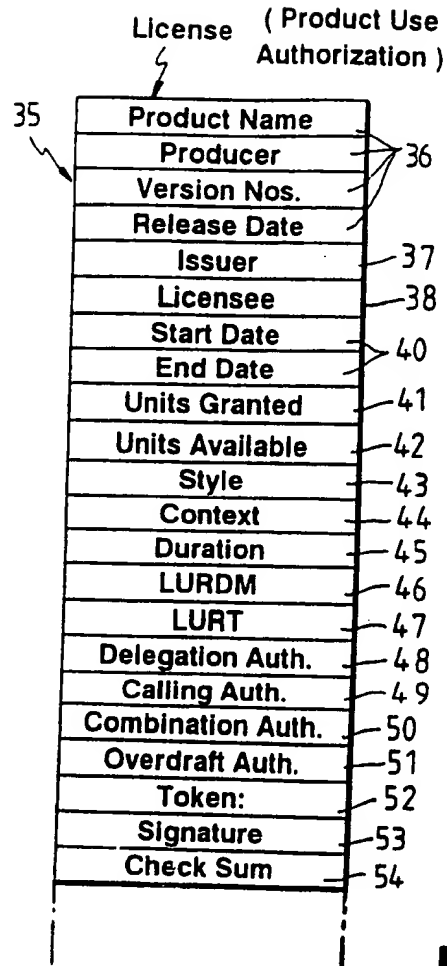 License ( Product Use
Authorization )
35
Product Name
Producer 36
Version Nos.
Release Date
Issuer 37
Licensee 38
Start Date
40
End Date
Units Granted 41
Units Available 42
Style 43
Context 44
Duration 45
LURDM 46
LURT 47
Delegation Auth. 48
Calling Auth. 49
Combination Auth. 50
Overdraft Auth. 51
Token: 52
Signature 53
Check Sum 54